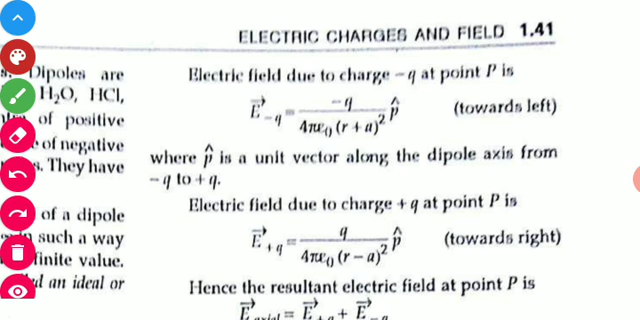 ELECTRIC CHARGES AND FIELD 1.41
Dipoles are
H₂O, HCl,
of positive
of negative
They have
of a dipole
such a way
finite value.
an ideal or
Electric field due to charge – q at point P is
E⃗₋q = –q / 4πε₀ (r + a)² p̂ (towards left)
where p̂ is a unit vector along the dipole axis from
– q to + q.
Electric field due to charge + q at point P is
E⃗₊q = q / 4πε₀ (r – a)² p̂ (towards right)
Hence the resultant electric field at point P is
E⃗axial = E⃗₊q + E⃗₋q